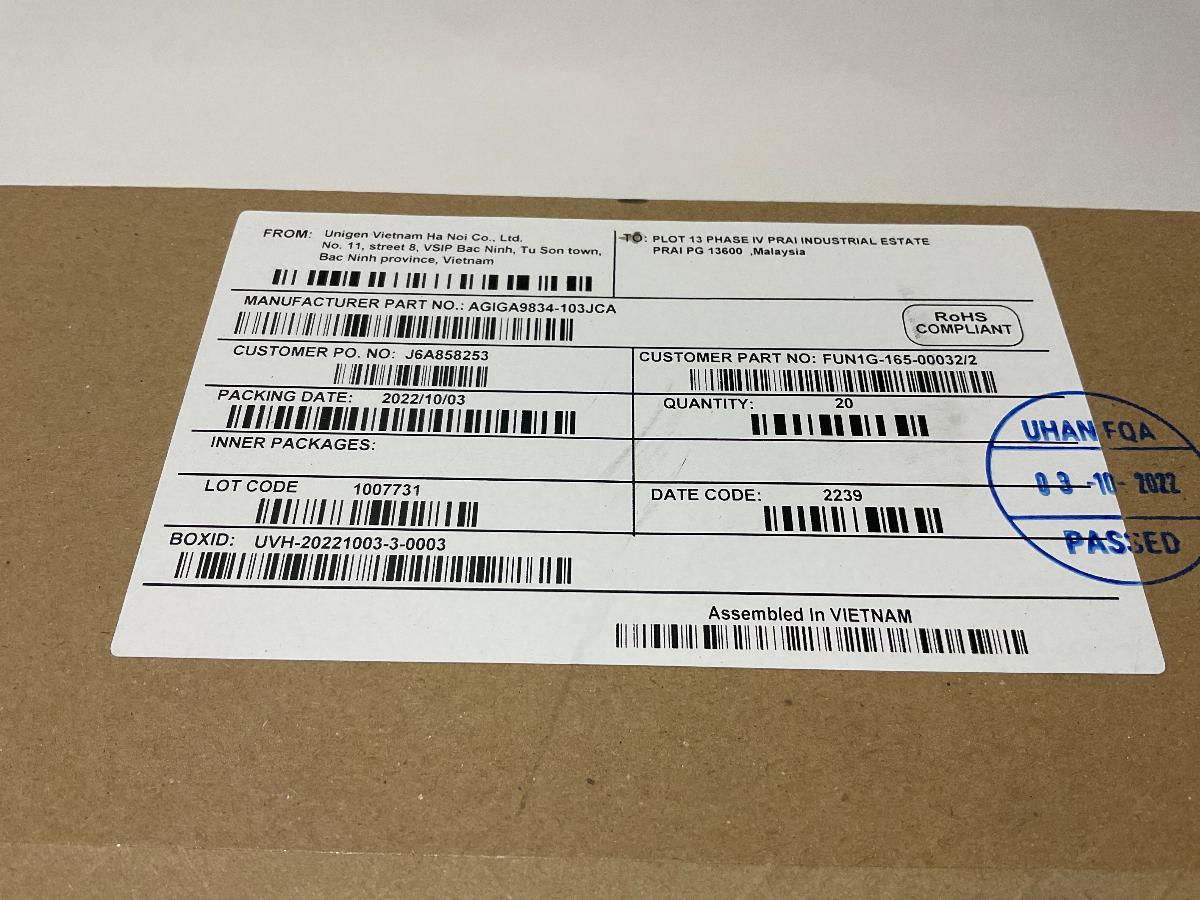 FROM: Unigen Vietnam Ha Noi Co., Ltd.
No. 11, street 8, VSIP Bac Ninh, Tu Son town,
Bac Ninh province, Vietnam
TO: PLOT 13 PHASE IV PRAI INDUSTRIAL ESTATE
PRAI PG 13600 ,Malaysia
MANUFACTURER PART NO.: AGIGA9834-103JCA
RoHS
COMPLIANT
CUSTOMER PO. NO: J6A858253
CUSTOMER PART NO: FUN1G-165-00032/2
PACKING DATE: 2022/10/03
QUANTITY: 20
INNER PACKAGES:
LOT CODE 1007731
DATE CODE: 2239
BOXID: UVH-20221003-3-0003
Assembled In VIETNAM
UHAN FQA
03-10-2022
PASSED